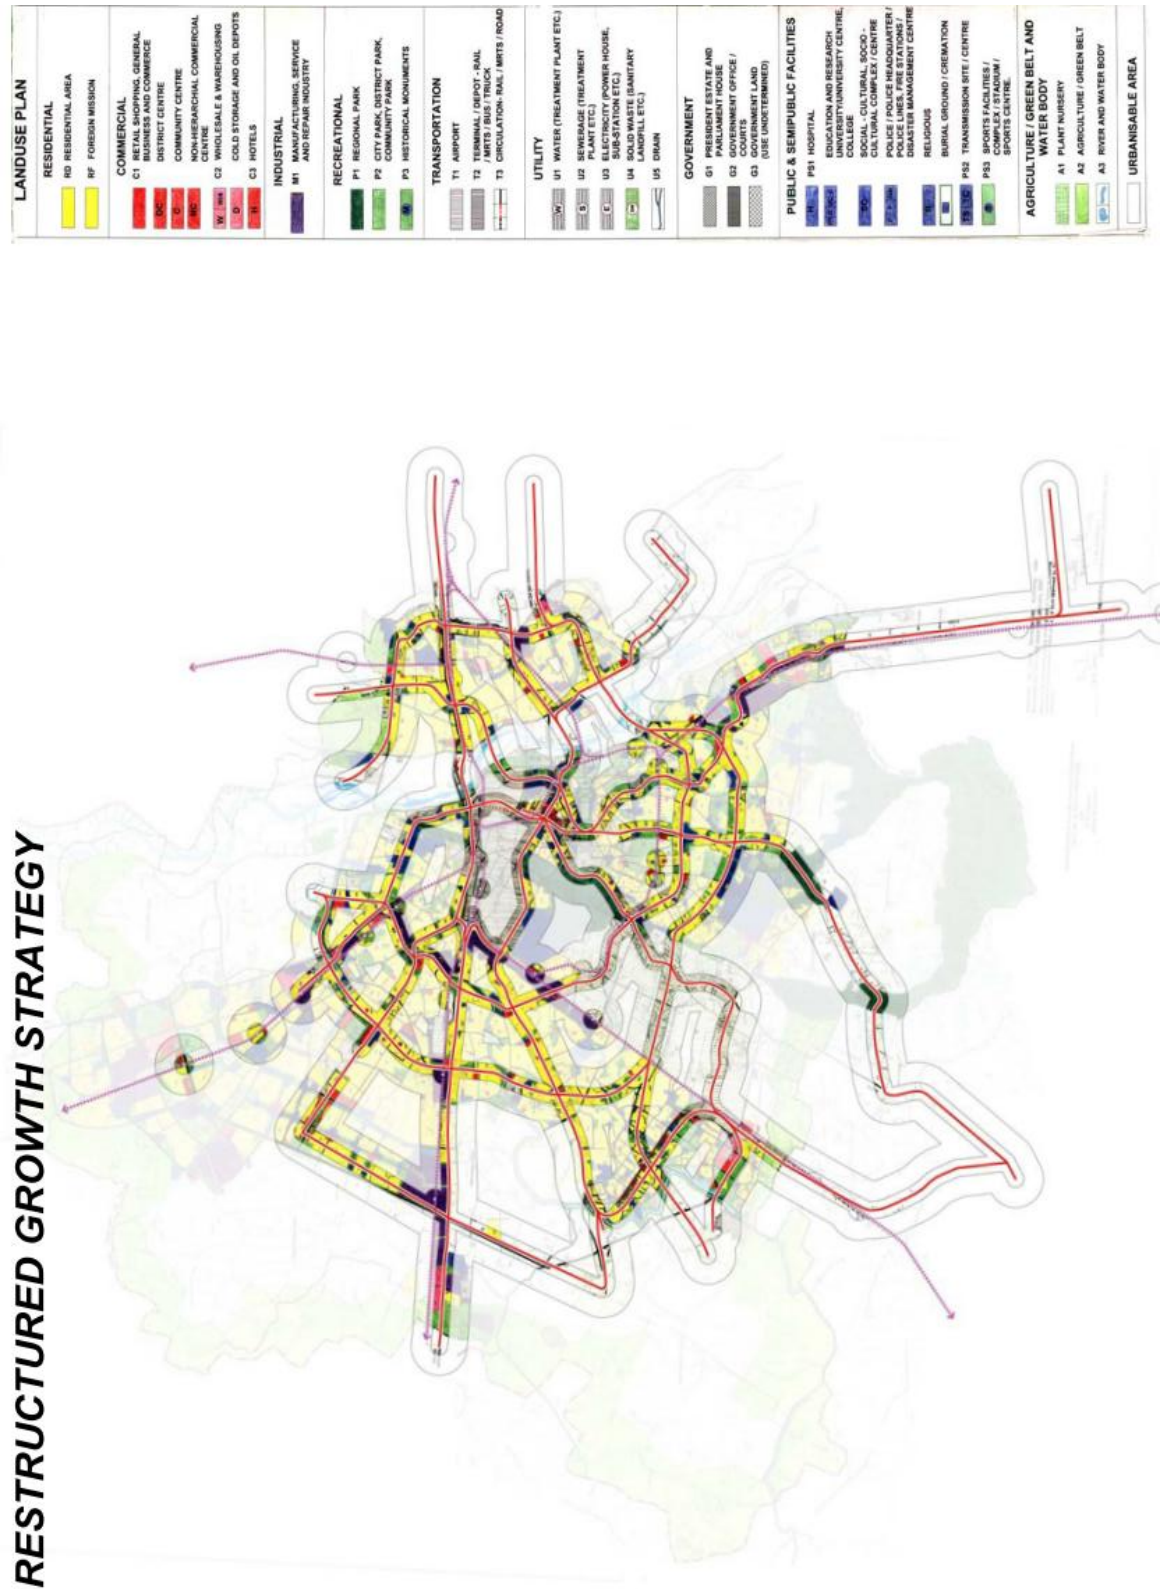 RESTRUCTURED GROWTH STRATEGY
LANDUSE PLAN
RESIDENTIAL
RD RESIDENTIAL AREA
RF FOREIGN MISSION
COMMERCIAL
C1 RETAIL SHOPPING, GENERAL
BUSINESS AND COMMERCE
DC DISTRICT CENTRE
C COMMUNITY CENTRE
NC NON-HIERARCHIAL COMMERCIAL
CENTRE
W C2 WHOLESALE & WAREHOUSING
D COLD STORAGE AND OIL DEPOTS
H C3 HOTELS
INDUSTRIAL
M1 MANUFACTURING, SERVICE
AND REPAIR INDUSTRY
RECREATIONAL
P1 REGIONAL PARK
P2 CITY PARK, DISTRICT PARK,
COMMUNITY PARK
P3 HISTORICAL MONUMENTS
TRANSPORTATION
T1 AIRPORT
T2 TERMINAL / DEPOT - RAIL
/ MRTS / BUS / TRUCK
T3 CIRCULATION- RAIL / MRTS / ROAD
UTILITY
W U1 WATER (TREATMENT PLANT ETC.)
S U2 SEWERAGE (TREATMENT
PLANT ETC.)
E U3 ELECTRICITY (POWER HOUSE,
SUB-STATION ETC.)
U4 SOLID WASTE (SANITARY
LANDFILL ETC.)
U5 DRAIN
GOVERNMENT
G1 PRESIDENT ESTATE AND
PARLIAMENT HOUSE
G2 GOVERNMENT OFFICE /
COURTS
G3 GOVERNMENT LAND
(USE UNDETERMINED)
PUBLIC & SEMIPUBLIC FACILITIES
H PS1 HOSPITAL
EDUCATION AND RESEARCH
UNIVERSITY/UNIVERSITY CENTRE,
COLLEGE
SOCIAL - CULTURAL, SOCIO -
CULTURAL COMPLEX / CENTRE
POLICE / POLICE HEADQUARTER /
POLICE LINES, FIRE STATIONS /
DISASTER MANAGEMENT CENTRE
RELIGIOUS
BURIAL GROUND / CREMATION
PS2 TRANSMISSION SITE / CENTRE
PS3 SPORTS FACILITIES /
COMPLEX / STADIUM /
SPORTS CENTRE.
AGRICULTURE / GREEN BELT AND
WATER BODY
A1 PLANT NURSERY
A2 AGRICULTURE / GREEN BELT
A3 RIVER AND WATER BODY
URBANISABLE AREA